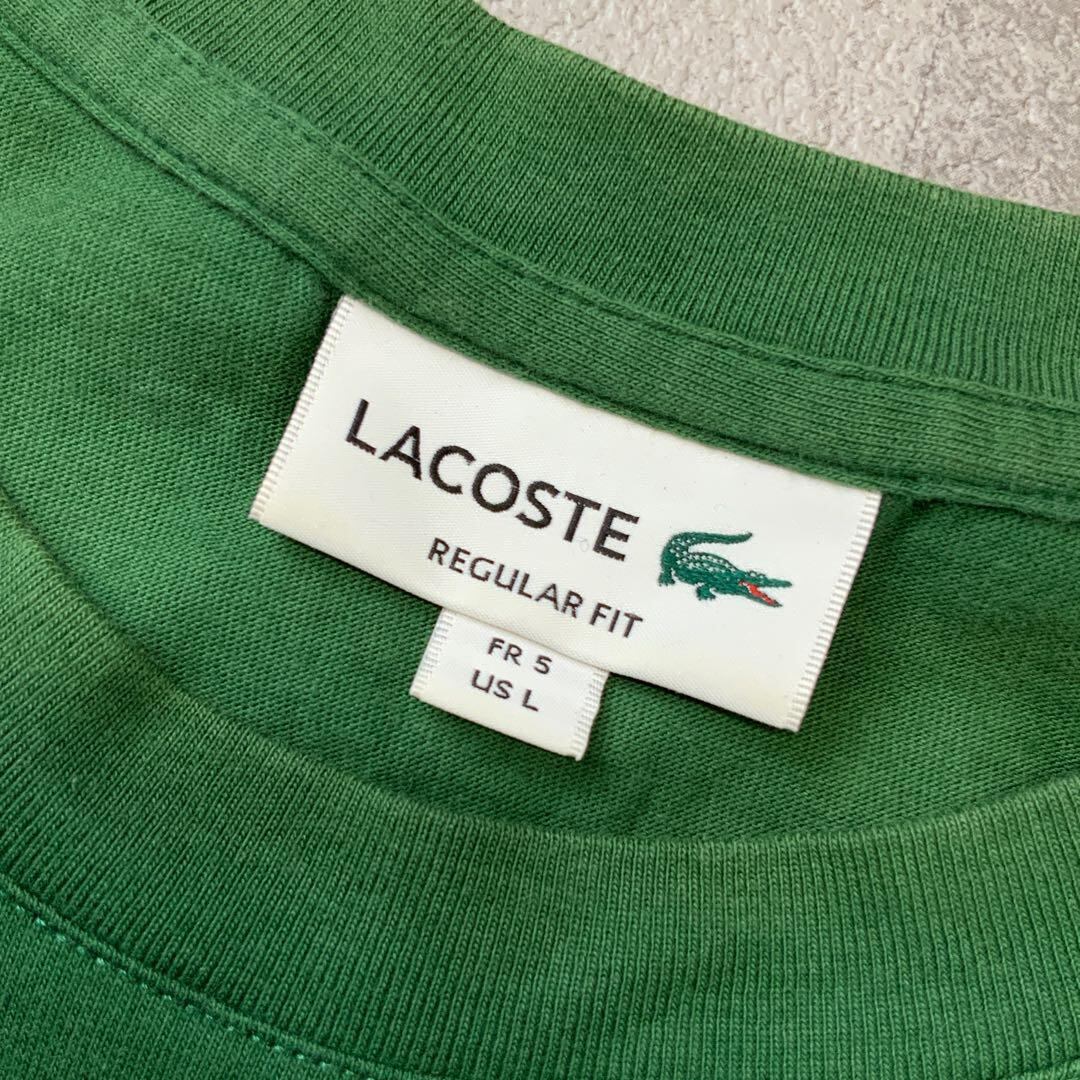 LACOSTE
REGULAR FIT
FR 5
US L